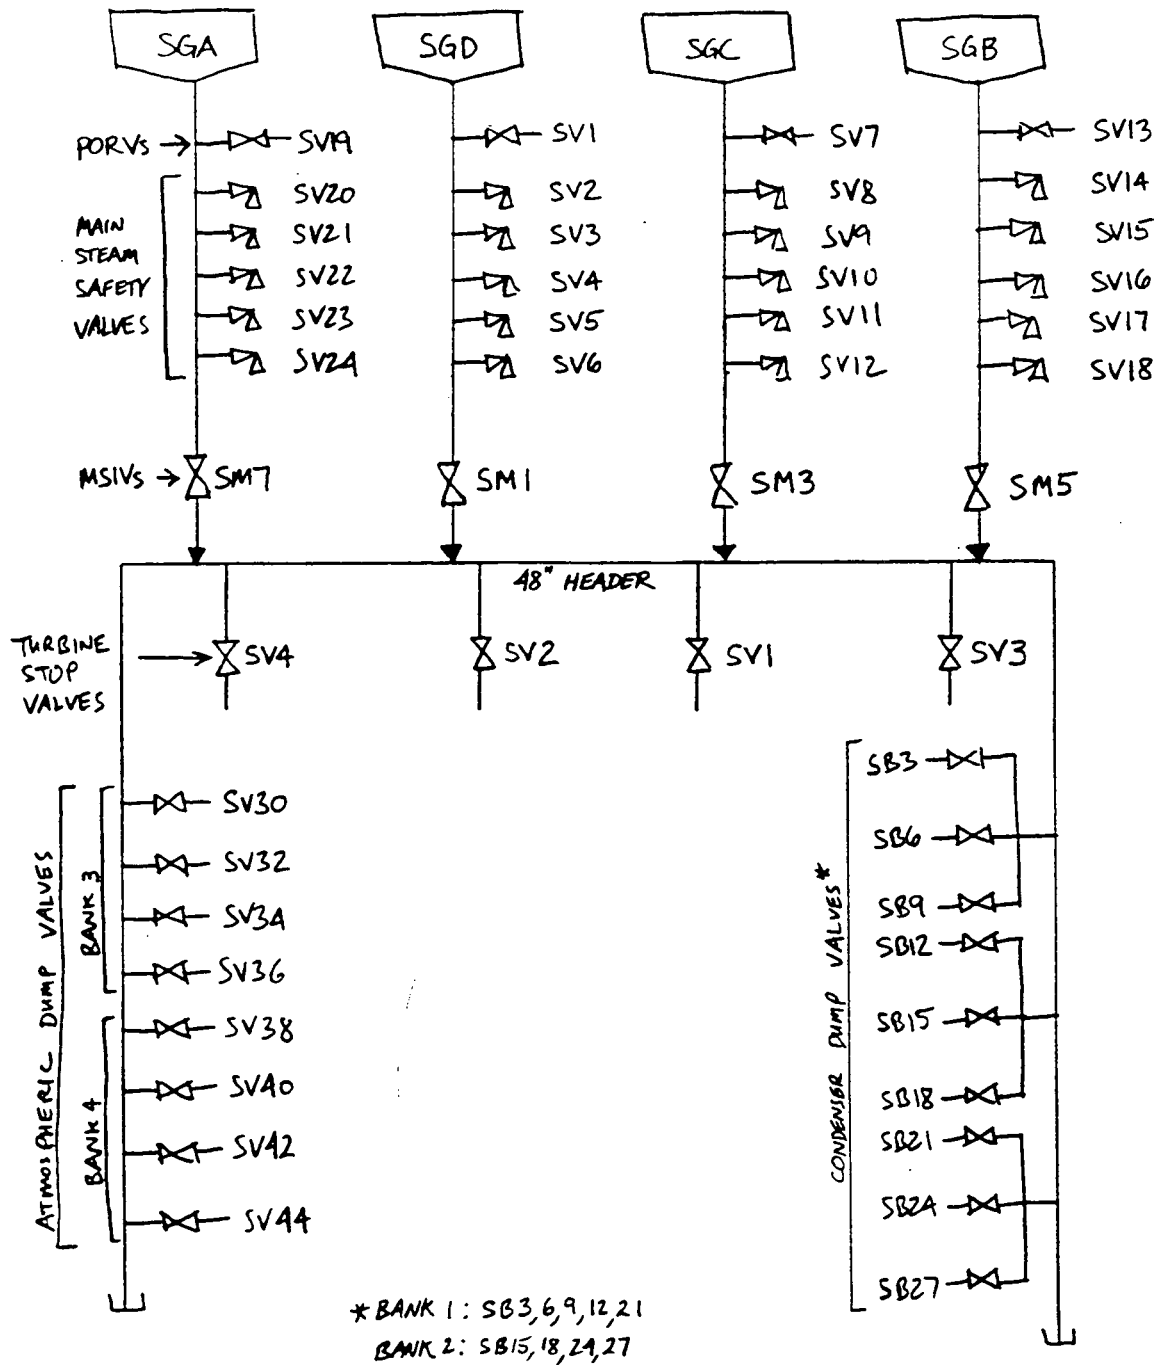 SGA
SGD
SGC
SGB
PORVs
SV19
SV1
SV7
SV13
MAIN
STEAM
SAFETY
VALVES
SV20
SV21
SV22
SV23
SV24
SV2
SV3
SV4
SV5
SV6
SV8
SV9
SV10
SV11
SV12
SV14
SV15
SV16
SV17
SV18
MSIVs
SM7
SM1
SM3
SM5
48" HEADER
TURBINE
STOP
VALVES
SV4
SV2
SV1
SV3
ATMOSPHERIC DUMP VALVES
BANK 3
SV30
SV32
SV34
SV36
BANK 4
SV38
SV40
SV42
SV44
CONDENSER DUMP VALVES*
SB3
SB6
SB9
SB12
SB15
SB18
SB21
SB24
SB27
* BANK 1: SB3,6,9,12,21
BANK 2: SB15,18,24,27